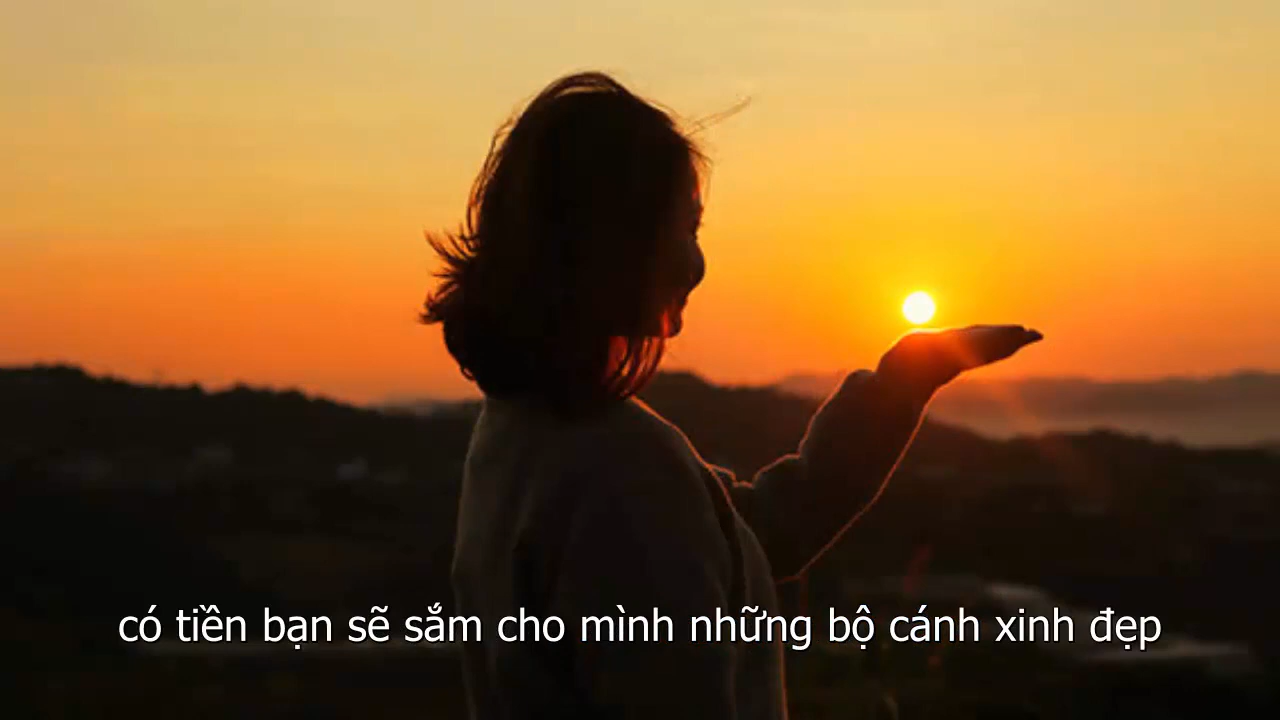 có tiền bạn sẽ sắm cho mình những bộ cánh xinh đẹp